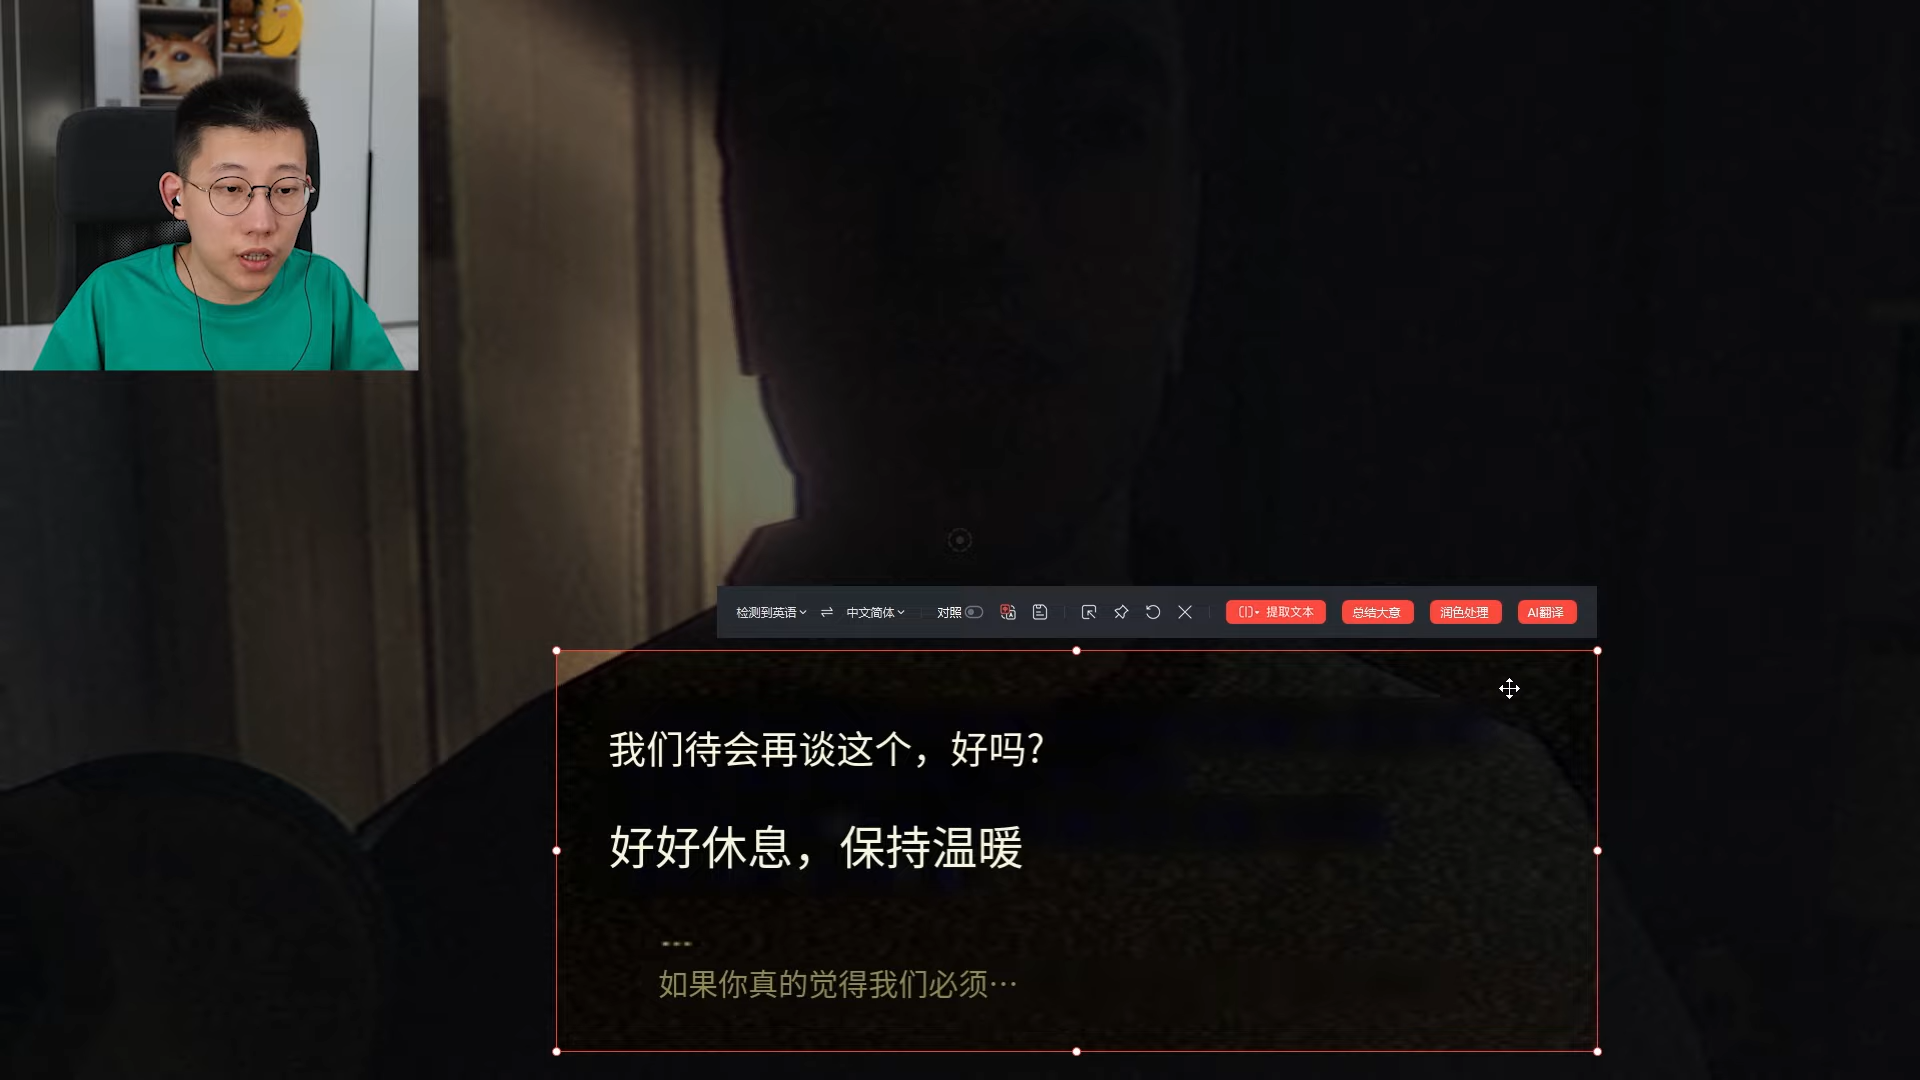 检测到英语 中文简体 对照 提取文本 总结大意 润色处理 AI翻译
我们待会再谈这个，好吗?
好好休息，保持温暖
...
如果你真的觉得我们必须…